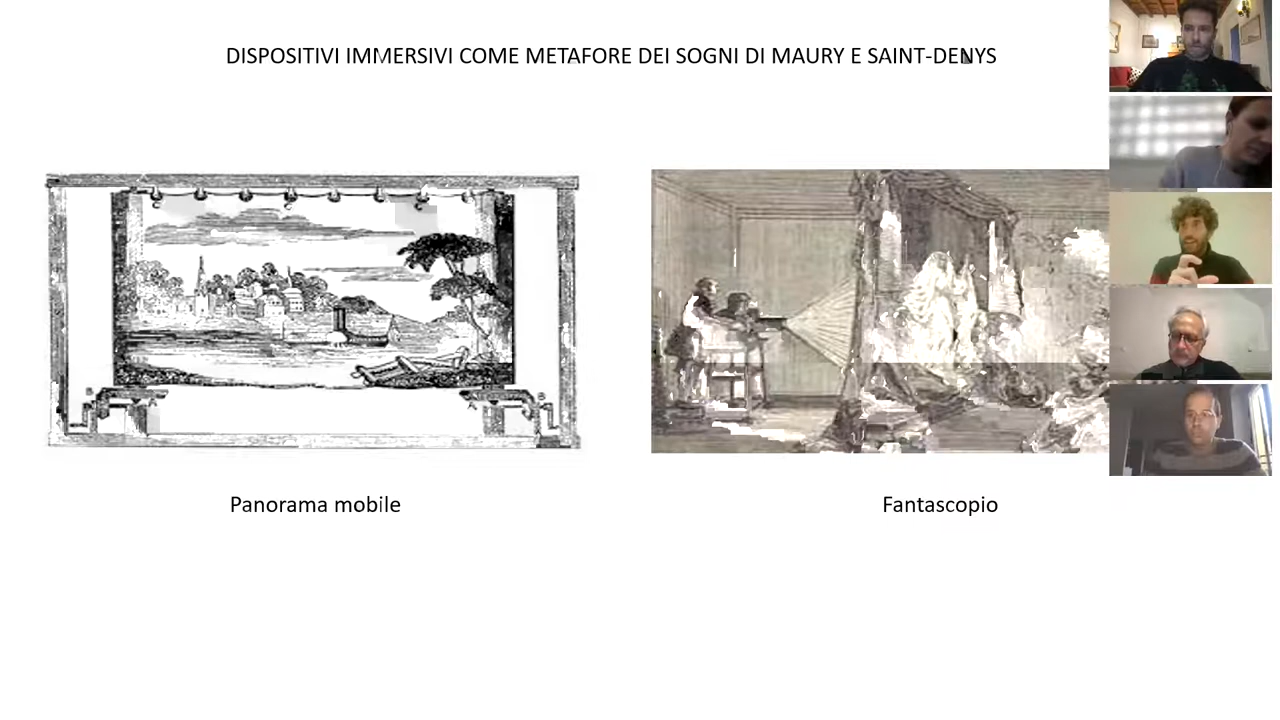 DISPOSITIVI IMMERSIVI COME METAFORE DEI SOGNI DI MAURY E SAINT-DENYS
Panorama mobile
Fantascopio